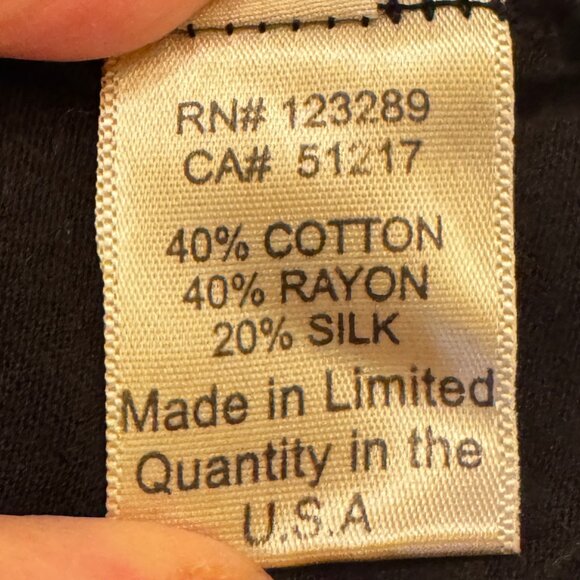 RN# 123289
CA# 51217
40% COTTON
40% RAYON
20% SILK
Made in Limited
Quantity in the
U.S.A